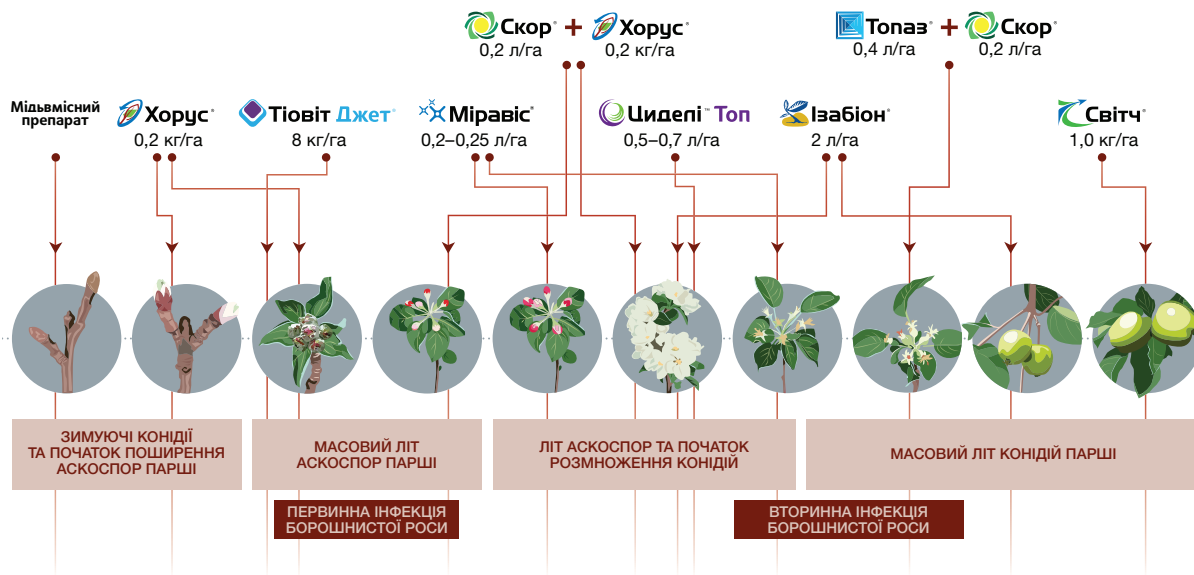 Скор® + Хорус®
0,2 л/га 0,2 кг/га
Топаз® + Скор®
0,4 л/га 0,2 л/га
Мідьвмісний
препарат
Хорус®
0,2 кг/га
Тіовіт Джет®
8 кг/га
Міравіс®
0,2–0,25 л/га
Циделі™ Топ
0,5–0,7 л/га
Ізабіон®
2 л/га
Світч®
1,0 кг/га
ЗИМУЮЧІ КОНІДІЇ
ТА ПОЧАТОК ПОШИРЕННЯ
АСКОСПОР ПАРШІ
МАСОВИЙ ЛІТ
АСКОСПОР ПАРШІ
ЛІТ АСКОСПОР ТА ПОЧАТОК
РОЗМНОЖЕННЯ КОНІДІЙ
МАСОВИЙ ЛІТ КОНІДІЙ ПАРШІ
ПЕРВИННА ІНФЕКЦІЯ
БОРОШНИСТОЇ РОСИ
ВТОРИННА ІНФЕКЦІЯ
БОРОШНИСТОЇ РОСИ